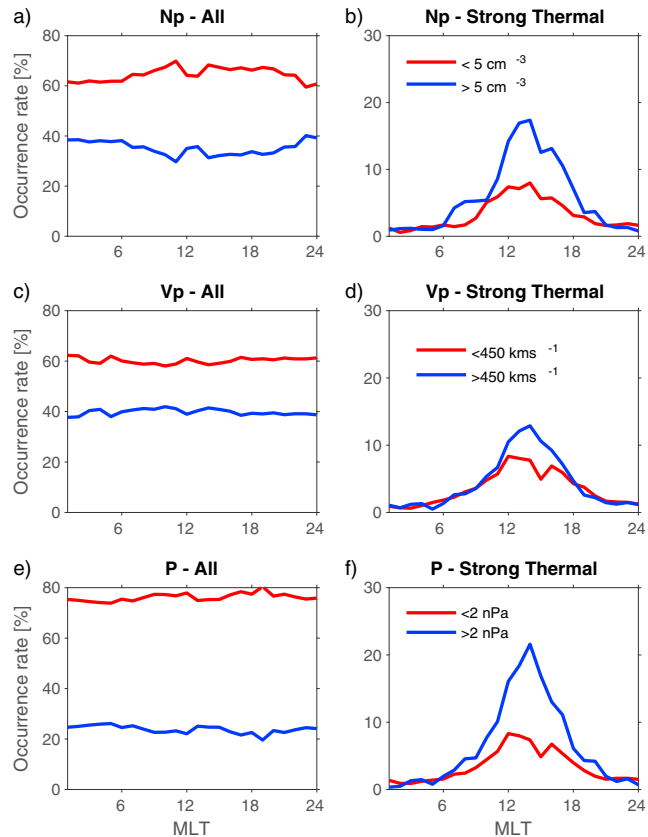 a) Np - All
b) Np - Strong Thermal
Occurrence rate [%]
80
60
40
20
0
6 12 18 24
30
20
10
0
< 5 cm -3
> 5 cm -3
6 12 18 24
c) Vp - All
d) Vp - Strong Thermal
Occurrence rate [%]
80
60
40
20
0
6 12 18 24
30
20
10
0
<450 kms -1
>450 kms -1
6 12 18 24
e) P - All
f) P - Strong Thermal
Occurrence rate [%]
80
60
40
20
0
6 12 18 24
MLT
30
20
10
0
<2 nPa
>2 nPa
6 12 18 24
MLT